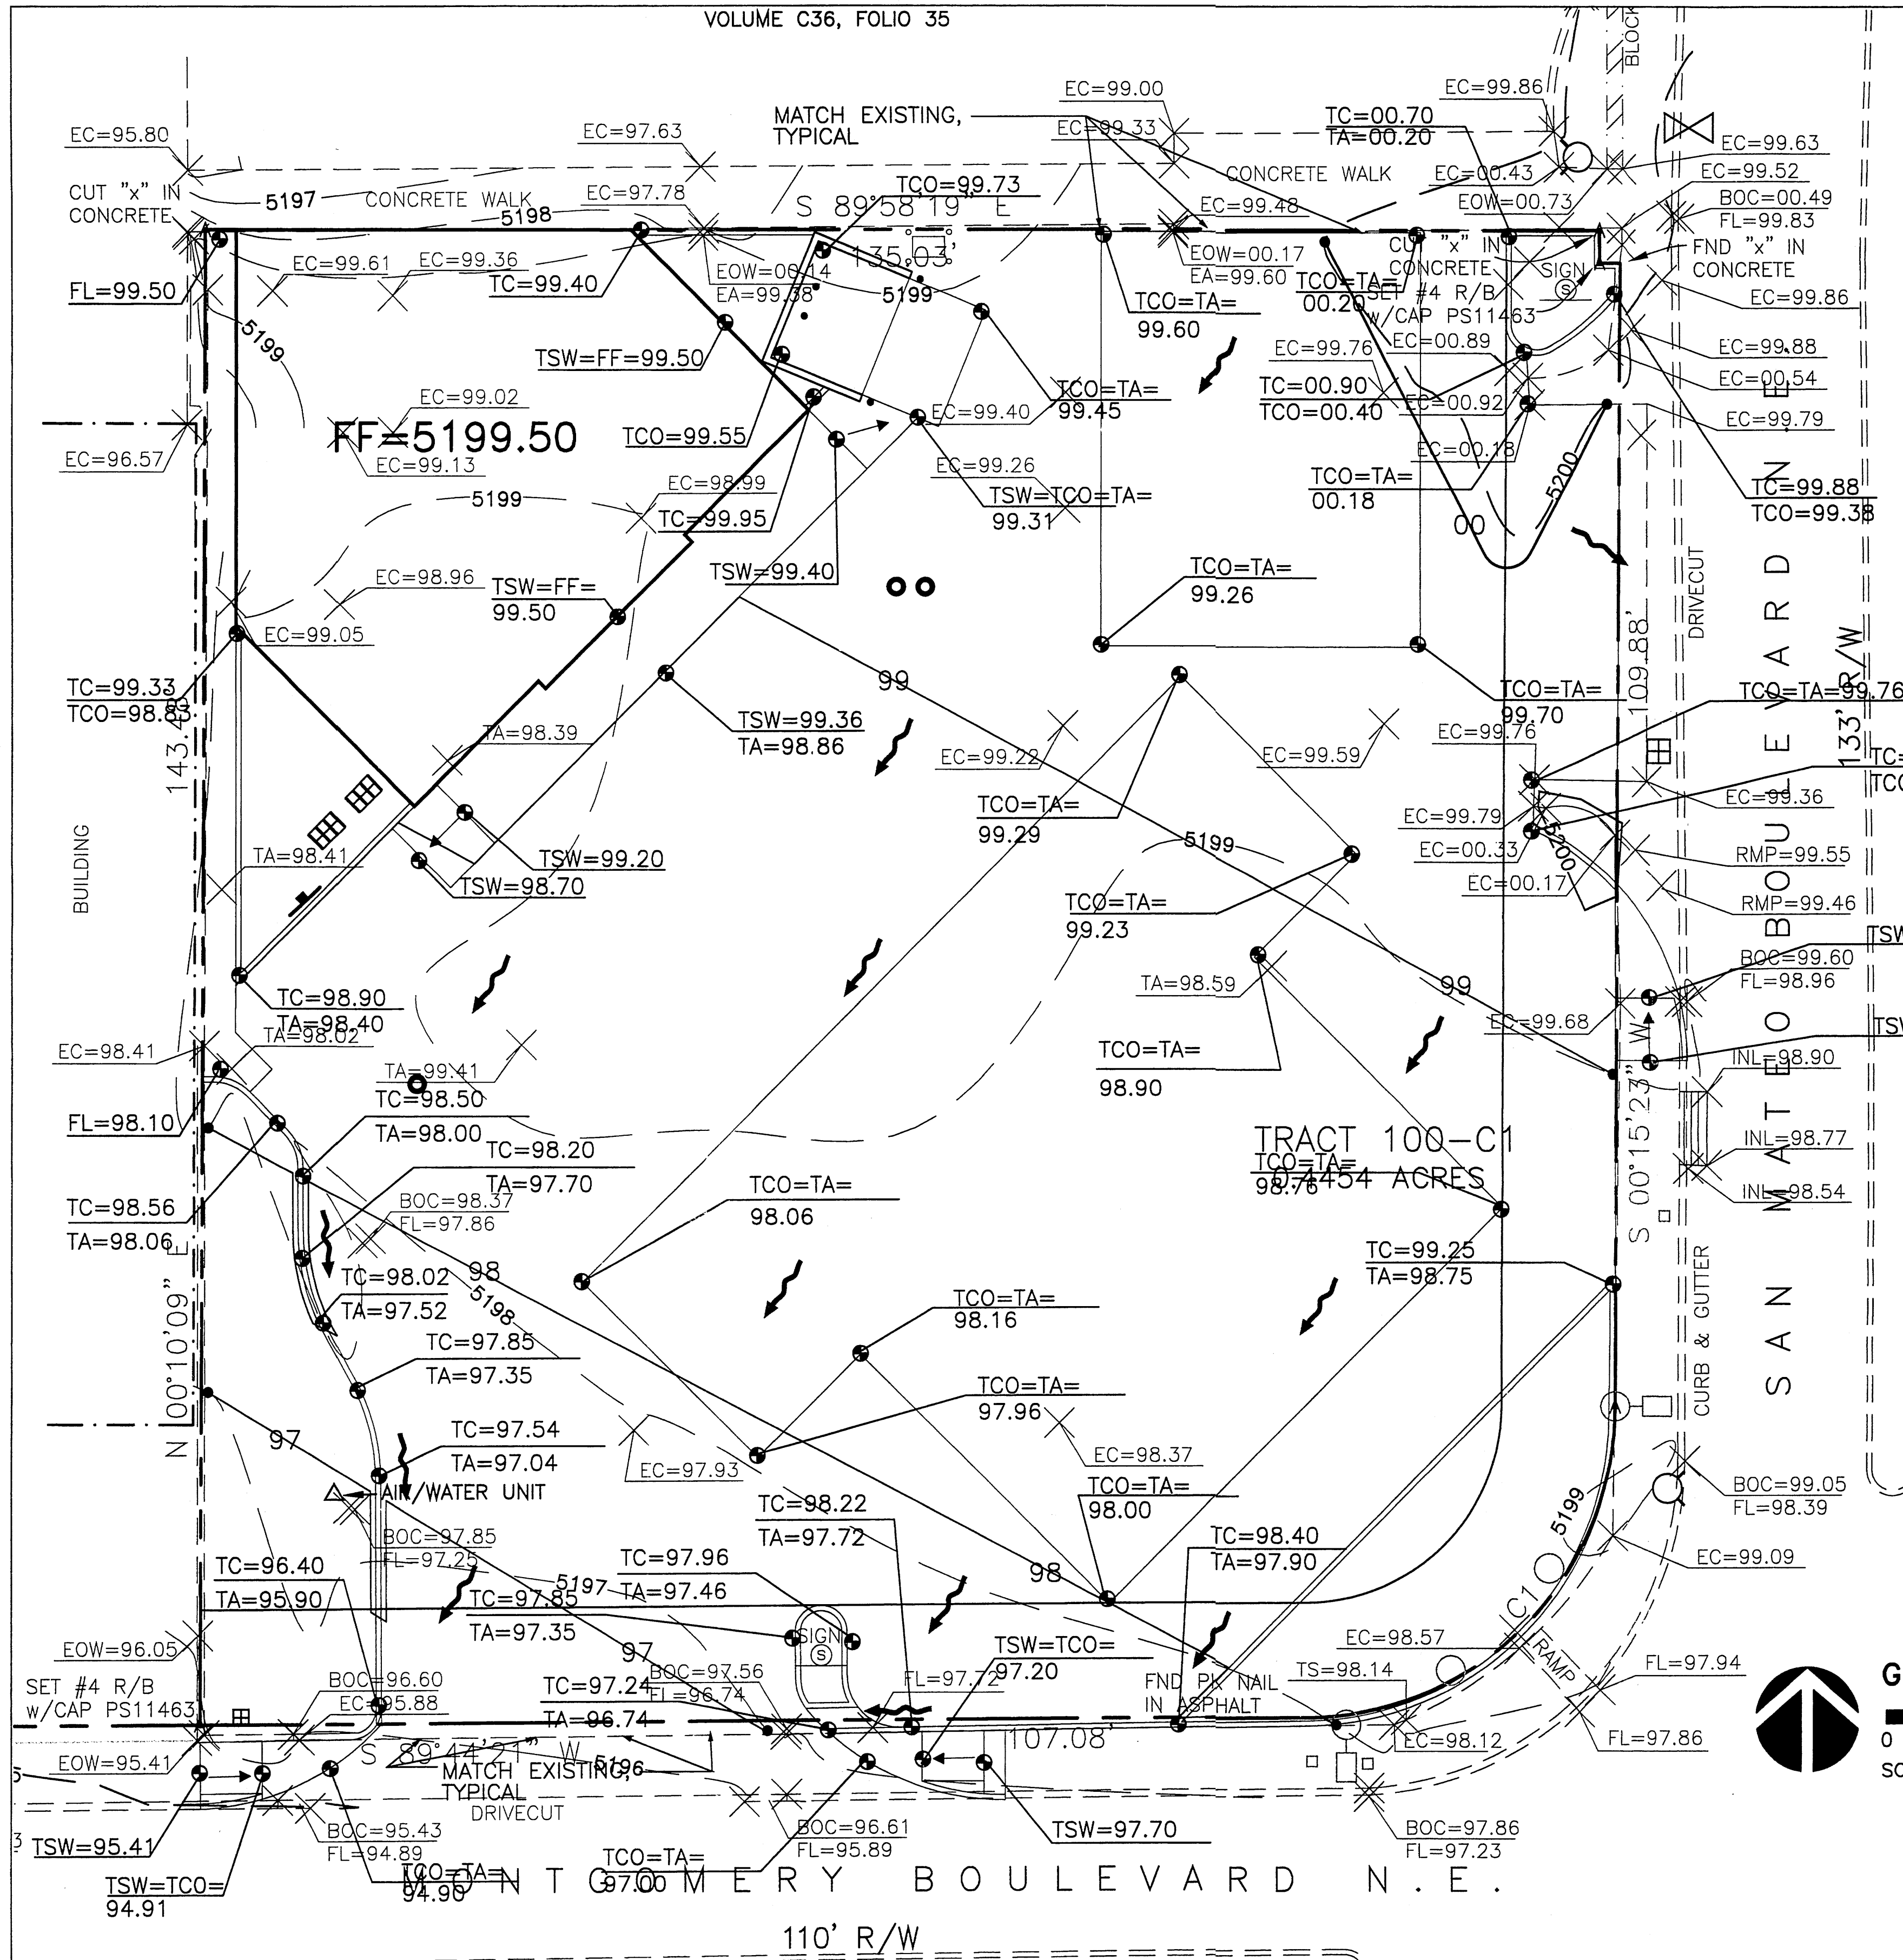 VOLUME C36, FOLIO 35
BLOCK
EC=99.00
EC=99.86
MATCH EXISTING,
TYPICAL
EC=99.33
TC=00.70
TA=00.20
EC=95.80
EC=97.63
EC=99.63
CUT "x" IN
CONCRETE
5197
CONCRETE WALK
5198
EC=97.78
TCO=99.73
S 89°58'19" E
135.03'
CONCRETE WALK
EC=00.43
EC=99.52
EC=99.48
EOW=00.73
BOC=00.49
FL=99.83
FND "x" IN
CONCRETE
FL=99.50
EC=99.61
EC=99.36
TC=99.40
EOW=00.14
EA=99.38
5199
EOW=00.17
EA=99.60
CUT "x" IN
CONCRETE
SIGN
S
TCO=TA=
99.60
TCO=TA=
00.20
SET #4 R/B
w/CAP PS11463
EC=99.86
5199
TSW=FF=99.50
EC=99.76
EC=00.89
EC=99.88
TC=00.90
TCO=00.40
EC=00.92
EC=00.54
EC=99.02
FF=5199.50
TCO=99.55
EC=99.40
TCO=TA=
99.45
EC=99.79
EC=96.57
EC=99.13
EC=98.99
EC=99.26
EC=00.18
5200
TCO=TA=
00.18
00
5199
TC=99.95
TSW=TCO=TA=
99.31
TC=99.88
TCO=99.38
EC=98.96
TSW=FF=
99.50
TSW=99.40
TCO=TA=
99.26
DRIVECUT
EC=99.05
TC=99.33
TCO=98.83
99
TCO=TA=
99.70
109.88'
TCO=TA=99.76
133' R/W
TSW=99.36
TA=98.86
TA=98.39
EC=99.22
EC=99.59
EC=99.76
TC=
EC=99.36
TCO=TA=
99.29
EC=99.79
5199
EC=00.33
5200
RMP=99.55
BUILDING
TA=98.41
TSW=99.20
TSW=98.70
EC=00.17
RMP=99.46
TCO=TA=
99.23
TSW
BOC=99.60
FL=98.96
TC=98.90
TA=98.40
TA=98.59
99
EC=98.41
TA=98.02
EC=99.68
TSW
TCO=TA=
98.90
INL=98.90
TA=99.41
TC=98.50
TA=98.00
FL=98.10
TC=98.20
TA=97.70
TRACT 100-C1
0.4454 ACRES
TCO=TA=
98.76
INL=98.77
INL=98.54
TC=98.56
TA=98.06
BOC=98.37
FL=97.86
TCO=TA=
98.06
S 00°15'23" W
TC=99.25
TA=98.75
TC=98.02
TA=97.52
98
5198
TCO=TA=
98.16
N 00°10'09" E
CURB & GUTTER
SAN MATEO BOULEVARD N.E.
TC=97.85
TA=97.35
TCO=TA=
97.96
97
TC=97.54
TA=97.04
EC=97.93
EC=98.37
AIR/WATER UNIT
TCO=TA=
98.00
BOC=99.05
FL=98.39
TC=98.22
TA=97.72
5199
BOC=97.85
FL=97.25
TC=98.40
TA=97.90
EC=99.09
TC=96.40
TA=95.90
TC=97.96
TA=97.46
5197
98
C1
TC=97.85
TA=97.35
SIGN
S
EOW=96.05
97
TSW=TCO=
97.20
EC=98.57
RAMP
SET #4 R/B
w/CAP PS11463
BOC=96.60
EC=95.88
BOC=97.56
FL=96.74
FL=97.72
FND PK NAIL
IN ASPHALT
TS=98.14
FL=97.94
TC=97.24
TA=96.74
EOW=95.41
S 89°44'21" W
107.08'
5196
EC=98.12
FL=97.86
G
0
SC
MATCH EXISTING,
TYPICAL
DRIVECUT
TSW=95.41
BOC=95.43
FL=94.89
BOC=96.61
FL=95.89
TSW=97.70
BOC=97.86
FL=97.23
TSW=TCO=
94.91
TCO=TA=
94.90
TCO=TA=
97.00
MONTGOMERY BOULEVARD N.E.
110' R/W